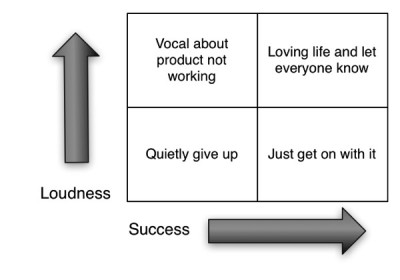 Vocal about
product not
working
Loving life and let
everyone know
Quietly give up
Just get on with it
Loudness
Success